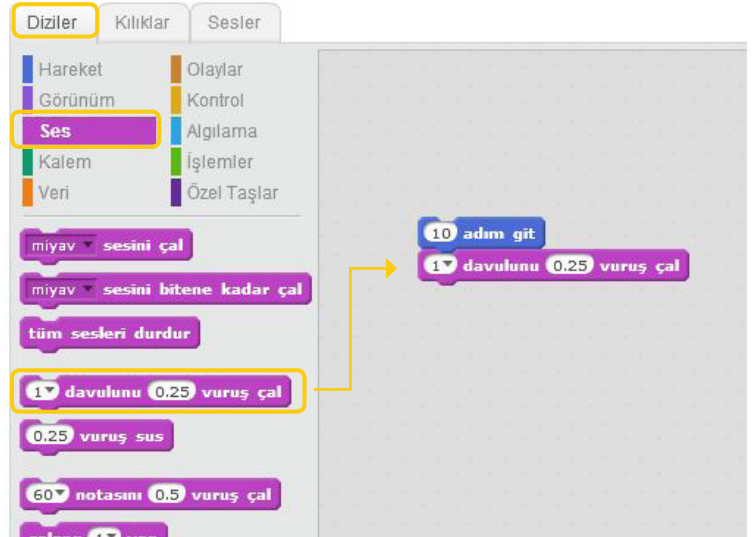 Diziler Kılıklar Sesler
Hareket Olaylar
Görünüm Kontrol
Ses Algılama
Kalem İşlemler
Veri Özel Taşlar
miyav sesini çal
miyav sesini bitene kadar çal
tüm sesleri durdur
1 davulunu 0.25 vuruş çal
0.25 vuruş sus
60 notasını 0.5 vuruş çal
10 adım git
1 davulunu 0.25 vuruş çal